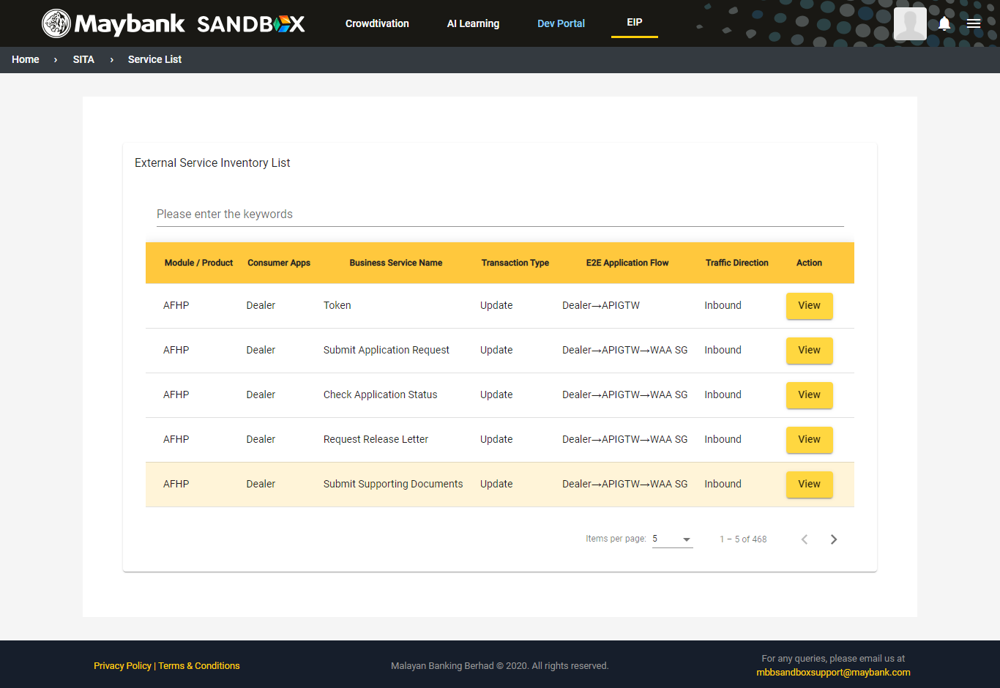 Maybank SANDBOX Crowdtivation AI Learning Dev Portal EIP
Home › SITA › Service List
External Service Inventory List
Please enter the keywords
Module / Product Consumer Apps Business Service Name Transaction Type E2E Application Flow Traffic Direction Action
AFHP Dealer Token Update Dealer→APIGTW Inbound View
AFHP Dealer Submit Application Request Update Dealer→APIGTW→WAA SG Inbound View
AFHP Dealer Check Application Status Update Dealer→APIGTW→WAA SG Inbound View
AFHP Dealer Request Release Letter Update Dealer→APIGTW→WAA SG Inbound View
AFHP Dealer Submit Supporting Documents Update Dealer→APIGTW→WAA SG Inbound View
Items per page: 5 1 – 5 of 468
Privacy Policy | Terms & Conditions Malayan Banking Berhad © 2020. All rights reserved.
For any queries, please email us at
mbbsandboxsupport@maybank.com